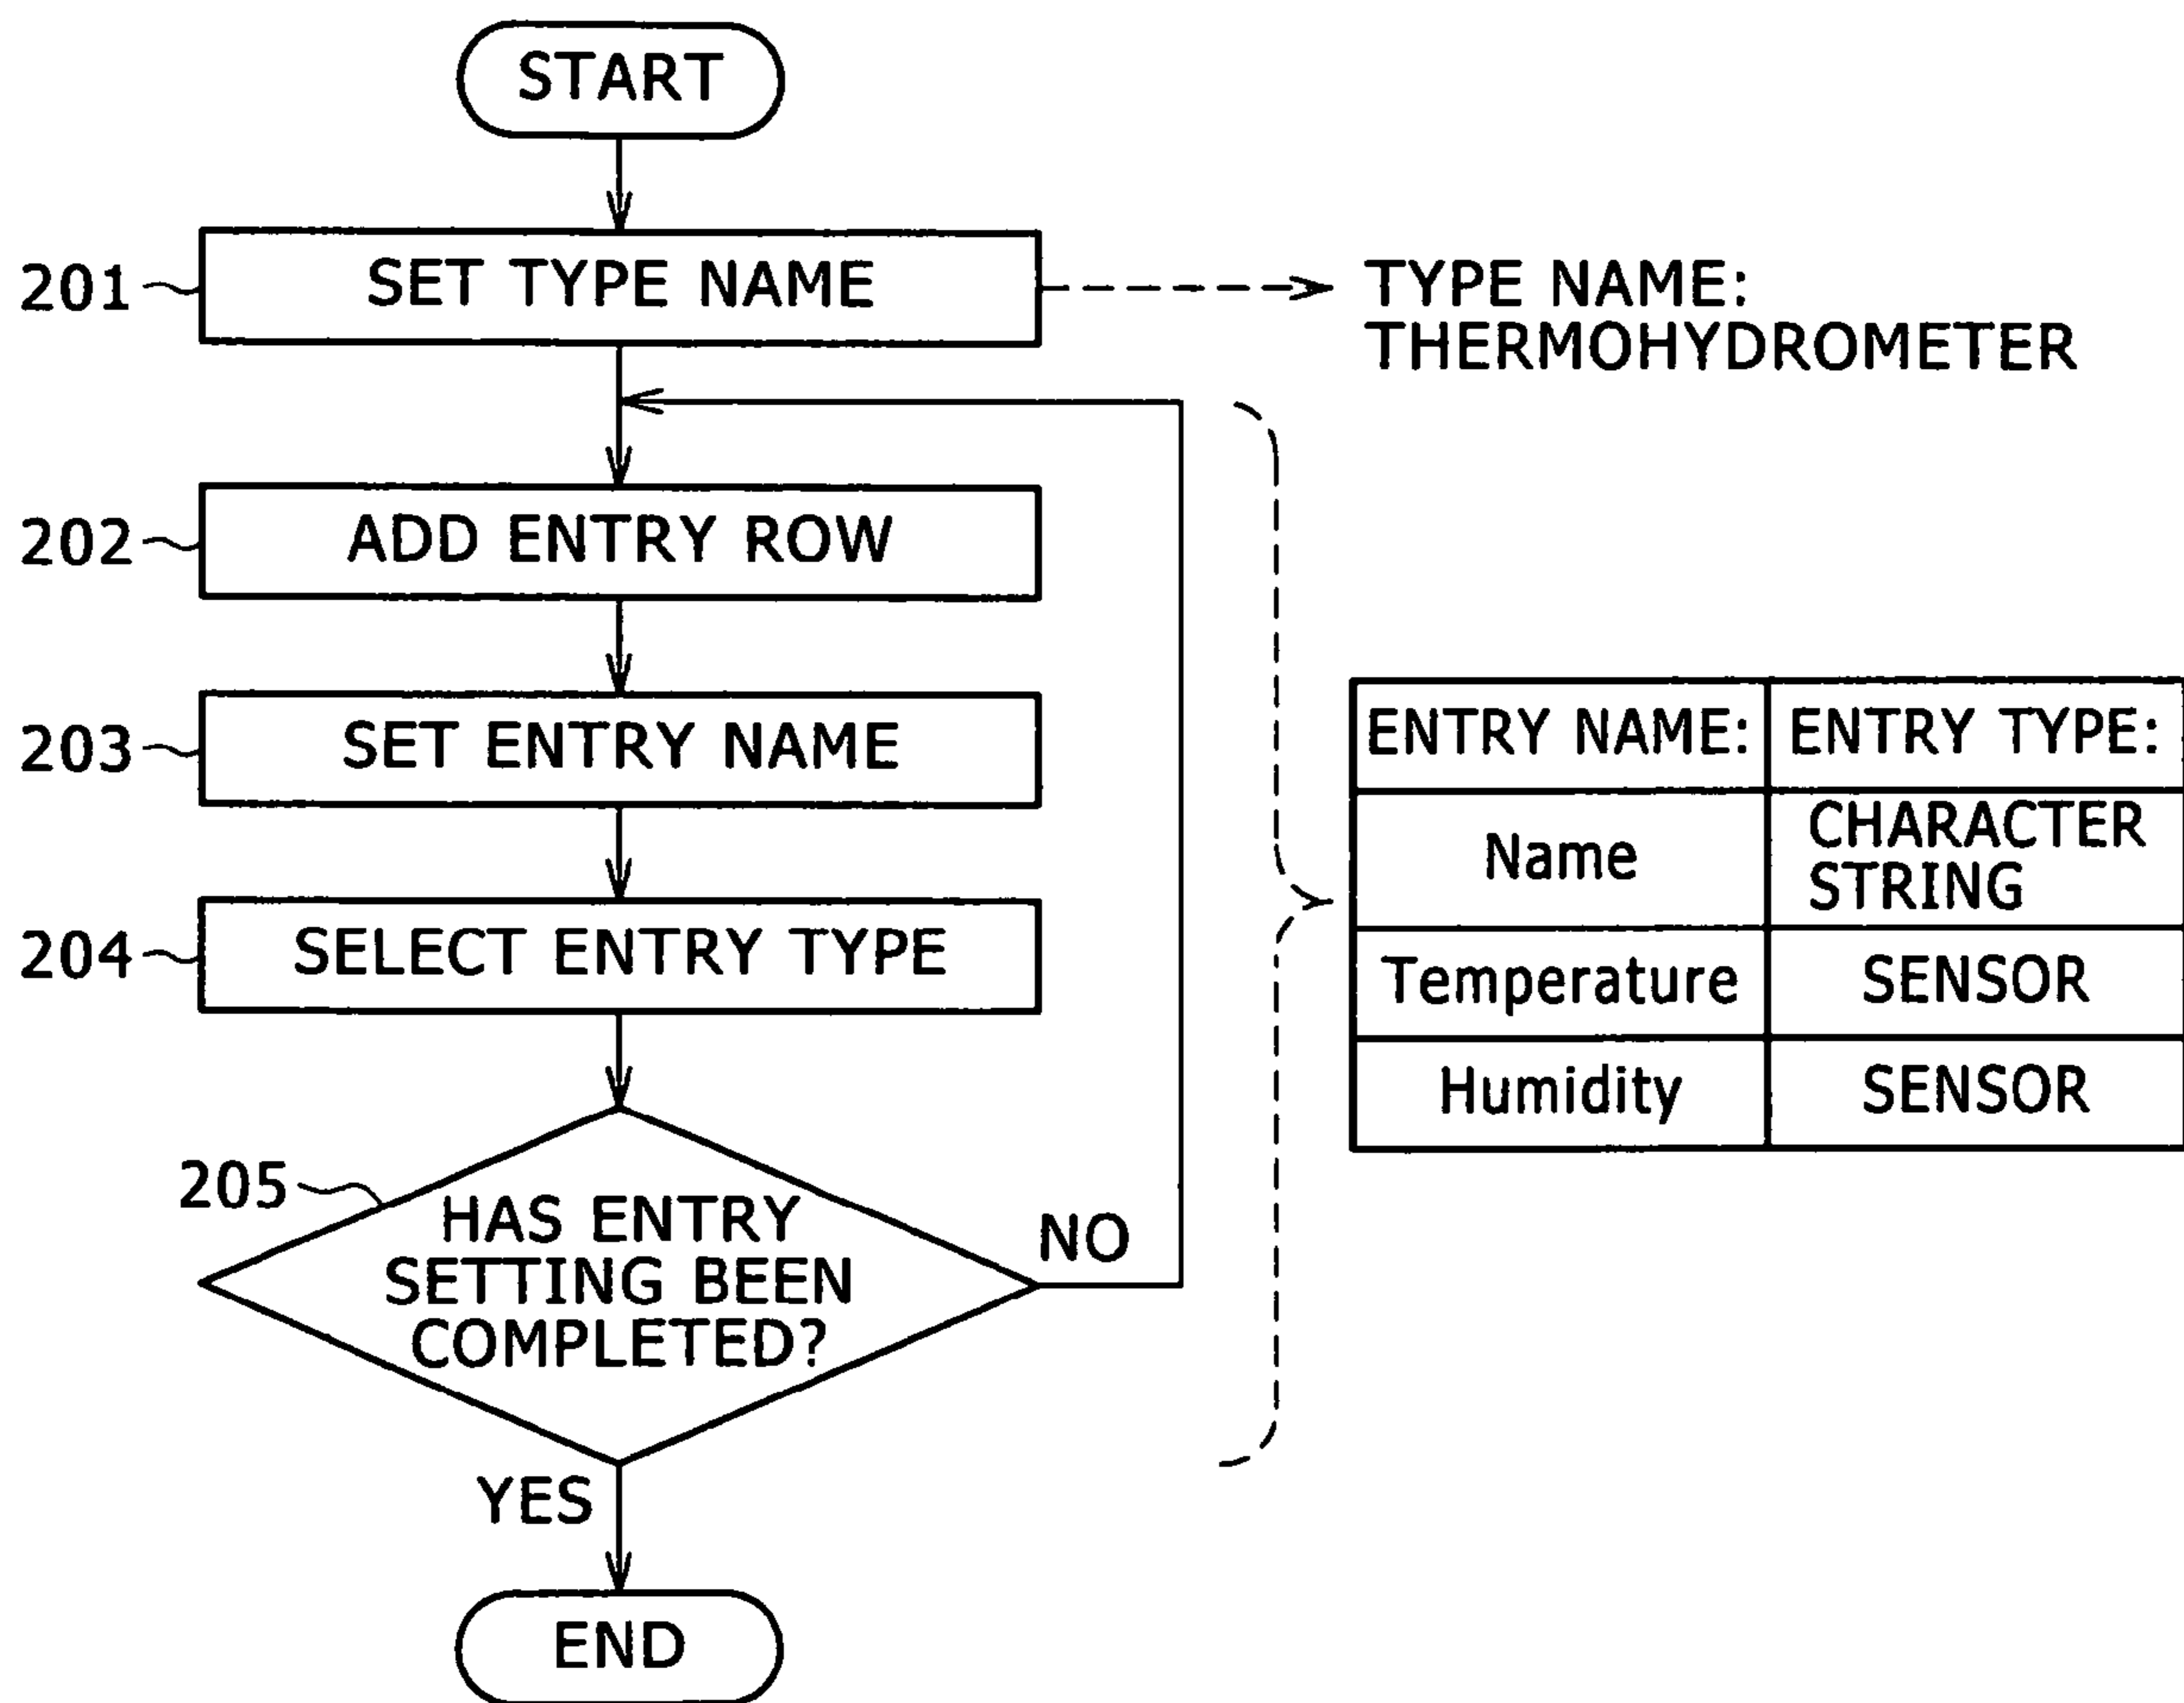 START
201
SET TYPE NAME
TYPE NAME:
THERMOHYDROMETER
202
ADD ENTRY ROW
203
SET ENTRY NAME
204
SELECT ENTRY TYPE
205
HAS ENTRY
SETTING BEEN
COMPLETED?
NO
YES
END
ENTRY NAME: ENTRY TYPE:
Name CHARACTER
STRING
Temperature SENSOR
Humidity SENSOR